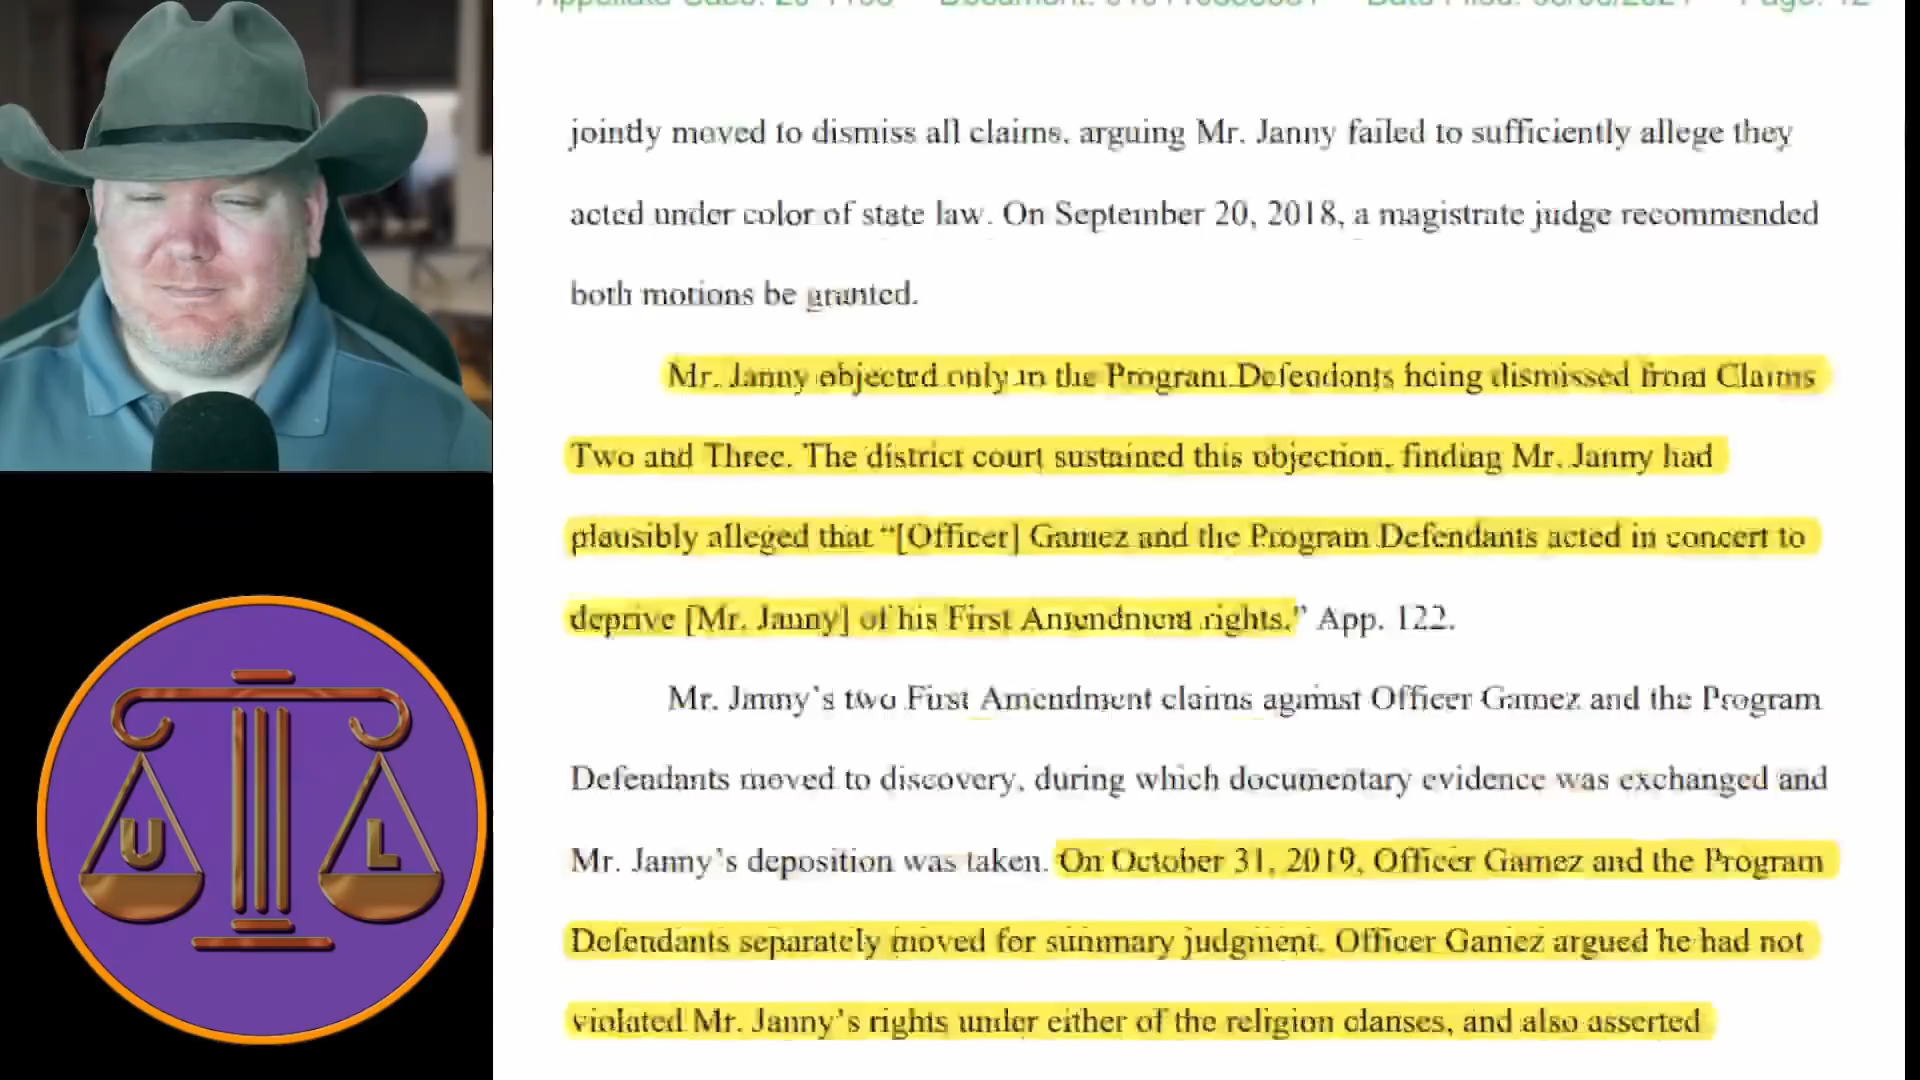 jointly moved to dismiss all claims, arguing Mr. Janny failed to sufficiently allege they
acted under color of state law. On September 20, 2018, a magistrate judge recommended
both motions be granted.
Mr. Janny objected only to the Program Defendants being dismissed from Claims
Two and Three. The district court sustained this objection, finding Mr. Janny had
plausibly alleged that “[Officer] Gamez and the Program Defendants acted in concert to
deprive [Mr. Janny] of his First Amendment rights.” App. 122.
Mr. Janny’s two First Amendment claims against Officer Gamez and the Program
Defendants moved to discovery, during which documentary evidence was exchanged and
Mr. Janny’s deposition was taken. On October 31, 2019, Officer Gamez and the Program
Defendants separately moved for summary judgment. Officer Gamez argued he had not
violated Mr. Janny’s rights under either of the religion clauses, and also asserted
U L